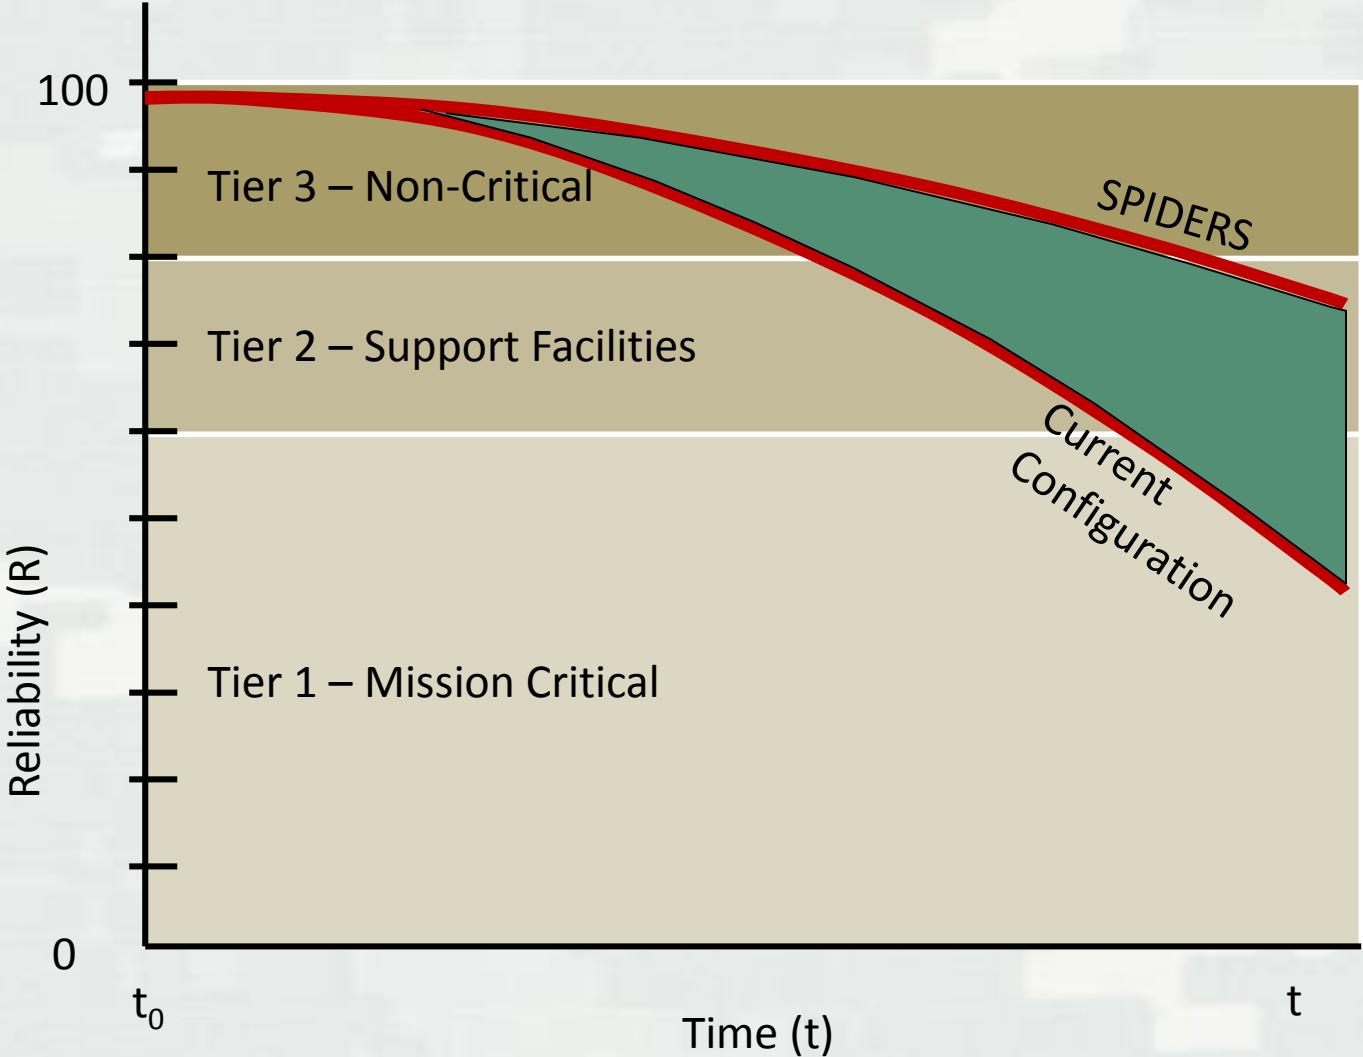 100
Tier 3 – Non-Critical
SPIDERS
Tier 2 – Support Facilities
Current
Configuration
Reliability (R)
Tier 1 – Mission Critical
0
t₀
t
Time (t)